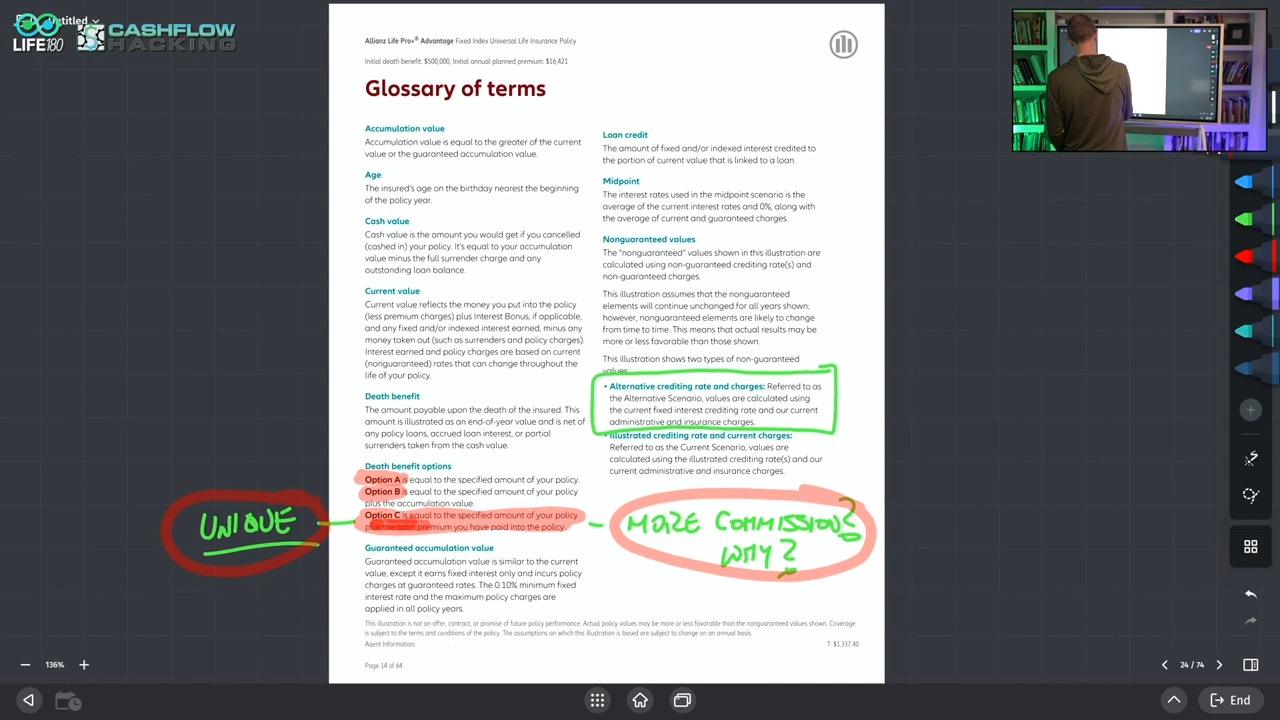 Untitled
LIFE180
CASHFLOW
HACKING
Allianz Life Pro+® Advantage Fixed Index Universal Life Insurance Policy
Initial death benefit: $500,000, Initial annual planned premium: $16,421
Glossary of terms
Accumulation value
Accumulation value is equal to the greater of the current
value or the guaranteed accumulation value.
Age
The insured's age on the birthday nearest the beginning
of the policy year.
Cash value
Cash value is the amount you would get if you cancelled
(cashed in) your policy. It's equal to your accumulation
value minus the full surrender charge and any
outstanding loan balance.
Current value
Current value reflects the money you put into the policy
(less premium charges) plus Interest Bonus, if applicable,
and any fixed and/or indexed interest earned, minus any
money taken out (such as surrenders and policy charges).
Interest earned and policy charges are based on current
(nonguaranteed) rates that can change throughout the
life of your policy.
Death benefit
The amount payable upon the death of the insured. This
amount is illustrated as an end-of-year value and is net of
any policy loans, accrued loan interest, or partial
surrenders taken from the cash value.
Death benefit options
Option A is equal to the specified amount of your policy.
Option B is equal to the specified amount of your policy
plus the accumulation value.
Option C is equal to the specified amount of your policy
plus the total premium you have paid into the policy.
Guaranteed accumulation value
Guaranteed accumulation value is similar to the current
value, except it earns fixed interest only and incurs policy
charges at guaranteed rates. The 0.10% minimum fixed
interest rate and the maximum policy charges are
applied in all policy years.
Loan credit
The amount of fixed and/or indexed interest credited to
the portion of current value that is linked to a loan.
Midpoint
The interest rates used in the midpoint scenario is the
average of the current interest rates and 0%, along with
the average of current and guaranteed charges.
Nonguaranteed values
The "nonguaranteed" values shown in this illustration are
calculated using non-guaranteed crediting rate(s) and
non-guaranteed charges.
This illustration assumes that the nonguaranteed
elements will continue unchanged for all years shown;
however, nonguaranteed elements are likely to change
from time to time. This means that actual results may be
more or less favorable than those shown.
This illustration shows two types of non-guaranteed
values:
• Alternative crediting rate and charges: Referred to as
the Alternative Scenario, values are calculated using
the current fixed interest crediting rate and our current
administrative and insurance charges.
• Illustrated crediting rate and current charges:
Referred to as the Current Scenario, values are
calculated using the illustrated crediting rate(s) and our
current administrative and insurance charges.
UNIQUE
MORE COMMISSIONS
WHY?
This illustration is not an offer, contract, or promise of future policy performance. Actual policy values may be more or less favorable than the nonguaranteed values shown. Coverage
is subject to the terms and conditions of the policy. The assumptions on which this illustration is based are subject to change on an annual basis.
Agent Information:
T: $1,337.40
Page 14 of 64
136%
24 / 74
End